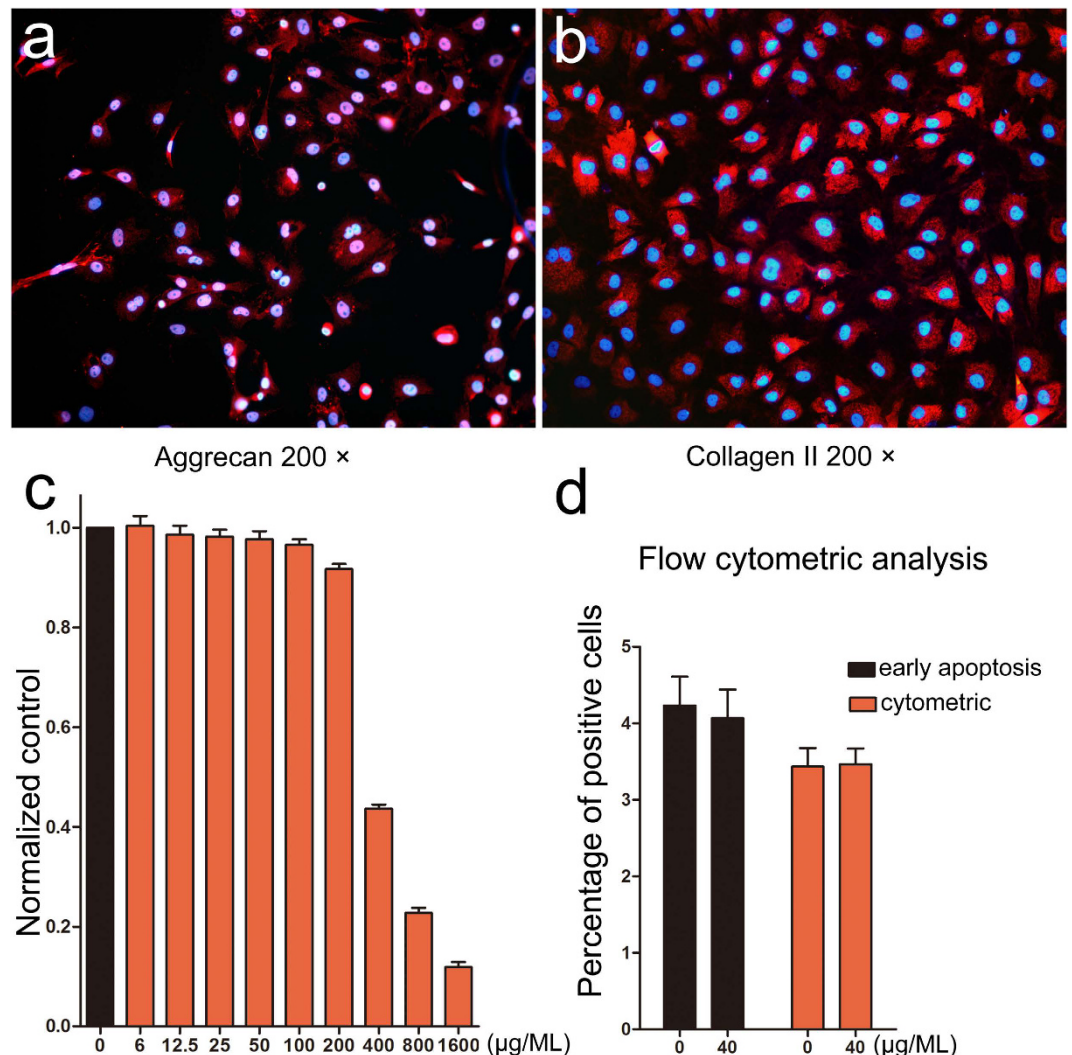 a
b
Aggrecan 200 ×
Collagen II 200 ×
c
Normalized control
1.0
0.8
0.6
0.4
0.2
0.0
0 6 12.5 25 50 100 200 400 800 1600 (μg/ML)
d
Flow cytometric analysis
Percentage of positive cells
5
4
3
2
1
0
early apoptosis
cytometric
0 40 0 40 (μg/ML)